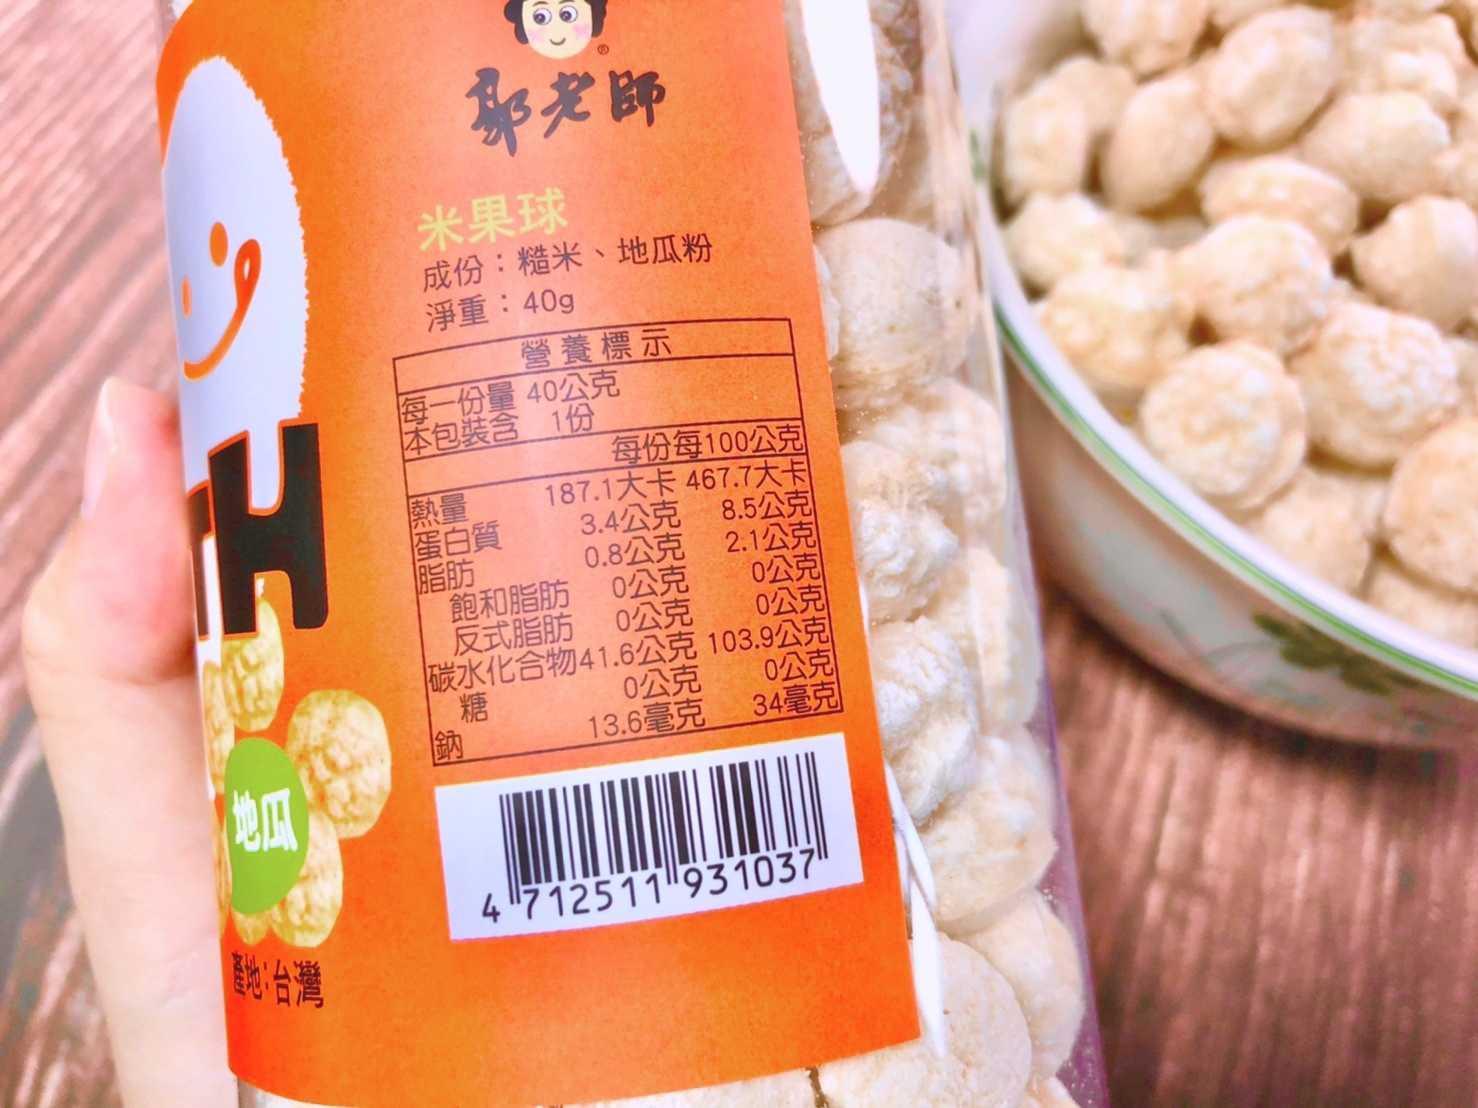 郭老師
米果球
成份：糙米、地瓜粉
淨重：40g
營養標示
每一份量 40公克
本包裝含 1份
每份每100公克
熱量 187.1大卡 467.7大卡
蛋白質 3.4公克 8.5公克
脂肪 0.8公克 2.1公克
飽和脂肪 0公克 0公克
反式脂肪 0公克 0公克
碳水化合物41.6公克 103.9公克
糖 0公克 0公克
鈉 13.6毫克 34毫克
4 712511 931037
TH
地瓜
產地:台灣